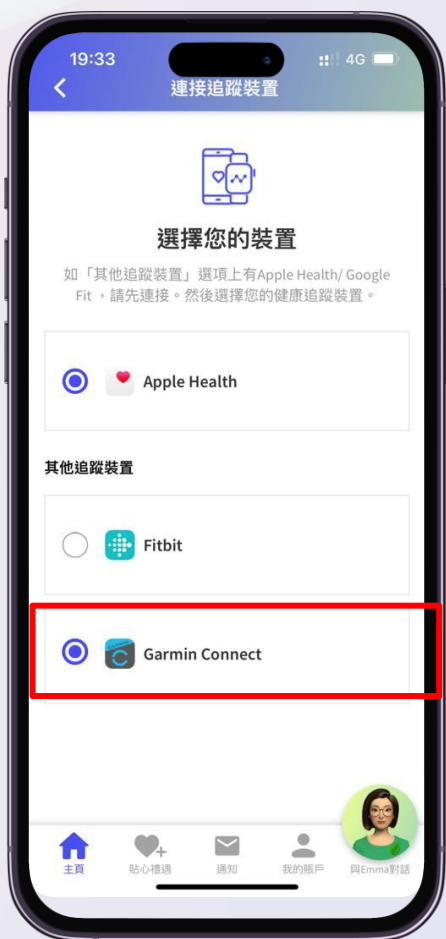 19:33
4G
連接追蹤裝置
選擇您的裝置
如「其他追蹤裝置」選項上有Apple Health/ Google
Fit ，請先連接。然後選擇您的健康追蹤裝置。
Apple Health
其他追蹤裝置
Fitbit
Garmin Connect
主頁
貼心禮遇
通知
我的賬戶
與Emma對話